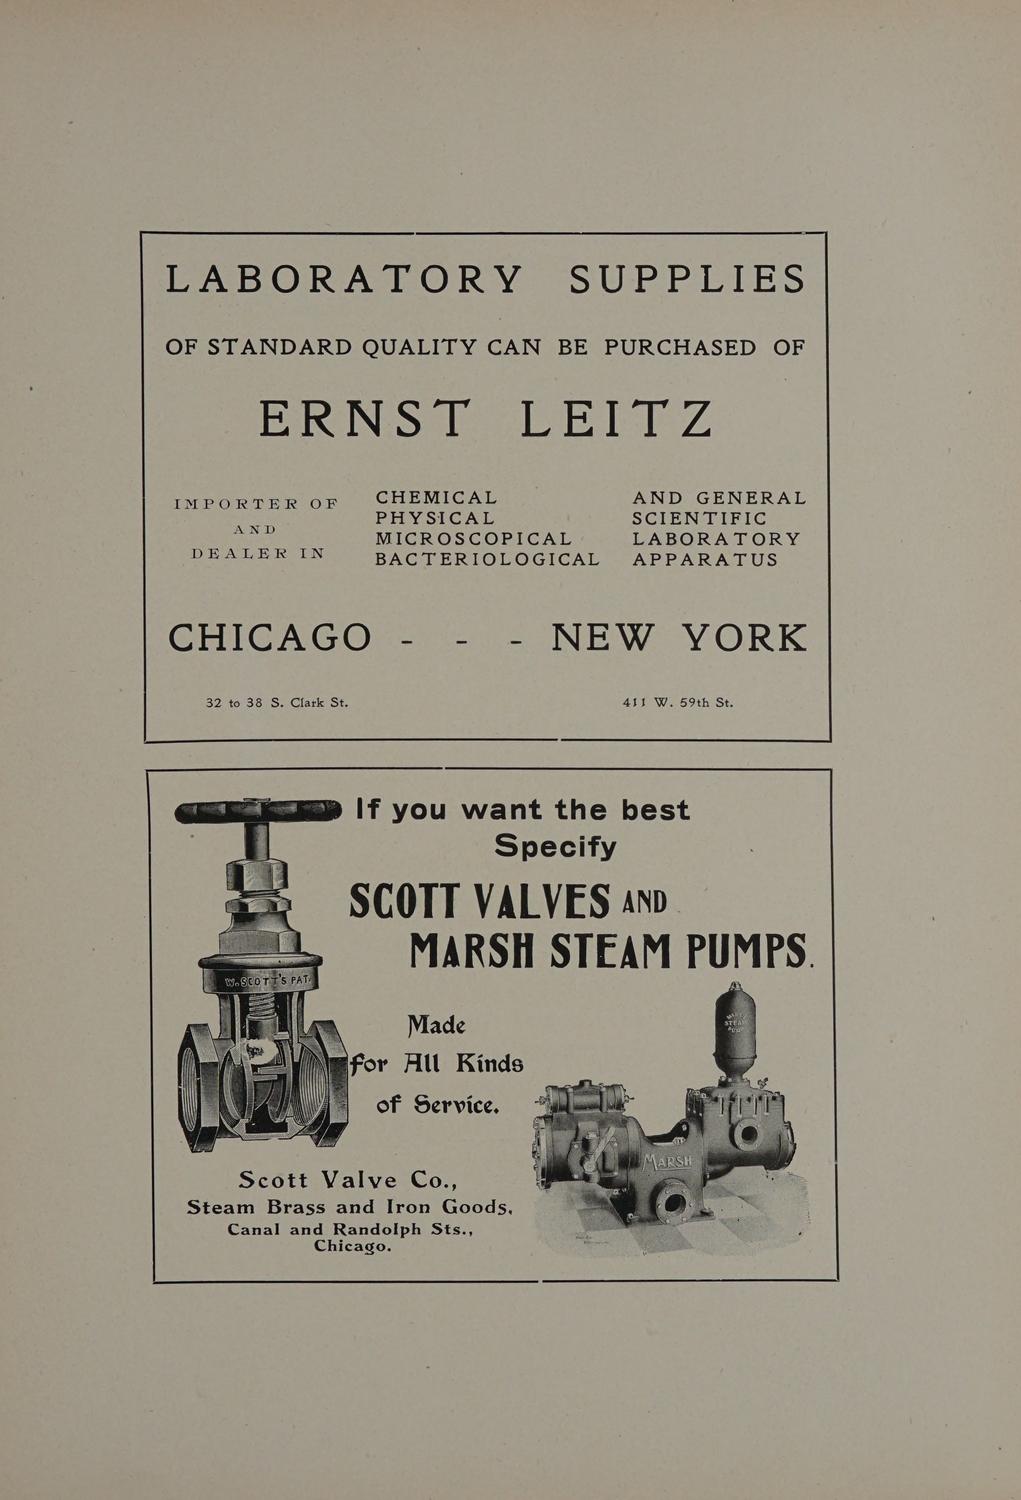 LABORATORY SUPPLIES
OF STANDARD QUALITY CAN BE PURCHASED OF
ERNST LEITZ
IMPORTER OF
AND
DEALER IN
CHEMICAL
PHYSICAL
MICROSCOPICAL
BACTERIOLOGICAL
AND GENERAL
SCIENTIFIC
LABORATORY
APPARATUS
CHICAGO - - - NEW YORK
32 to 38 S. Clark St.
411 W. 59th St.
If you want the best
Specify
SCOTT VALVES AND
MARSH STEAM PUMPS.
W. SCOTT'S PAT.
Made
for All Kinds
of Service.
STEAM
MARSH
Scott Valve Co.,
Steam Brass and Iron Goods,
Canal and Randolph Sts.,
Chicago.